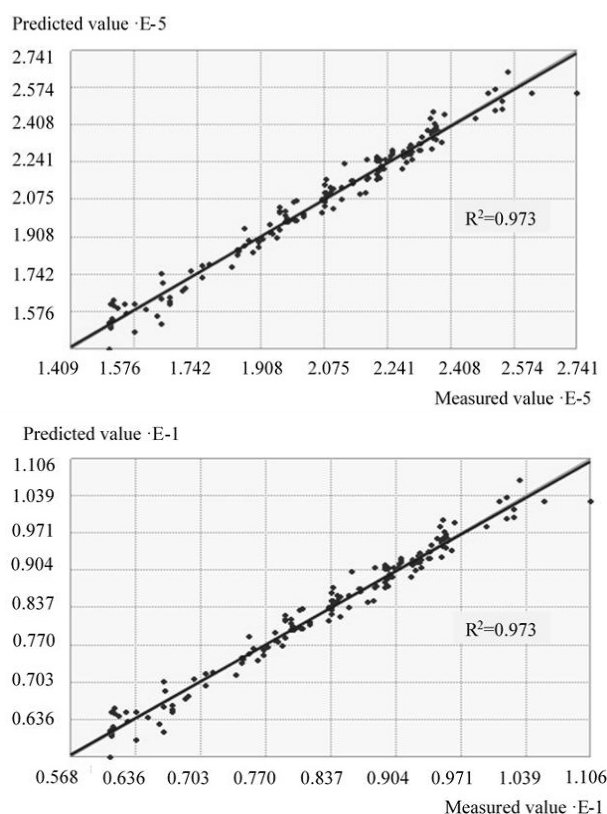 Predicted value ·E-5
2.741
2.574
2.408
2.241
2.075
1.908
1.742
1.576
R²=0.973
1.409 1.576 1.742 1.908 2.075 2.241 2.408 2.574 2.741
Measured value ·E-5
Predicted value ·E-1
1.106
1.039
0.971
0.904
0.837
0.770
0.703
0.636
R²=0.973
0.568 0.636 0.703 0.770 0.837 0.904 0.971 1.039 1.106
Measured value ·E-1